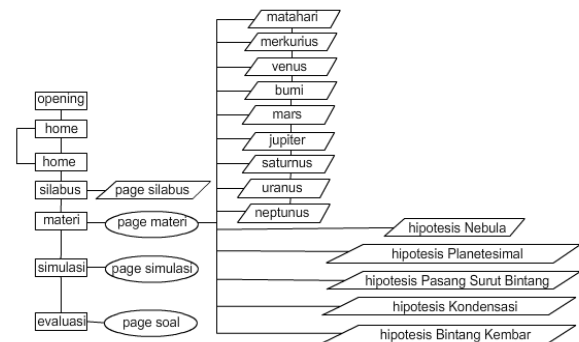 matahari
merkurius
venus
bumi
mars
jupiter
saturnus
uranus
neptunus
opening
home
home
silabus
page silabus
materi
page materi
simulasi
page simulasi
evaluasi
page soal
hipotesis Nebula
hipotesis Planetesimal
hipotesis Pasang Surut Bintang
hipotesis Kondensasi
hipotesis Bintang Kembar